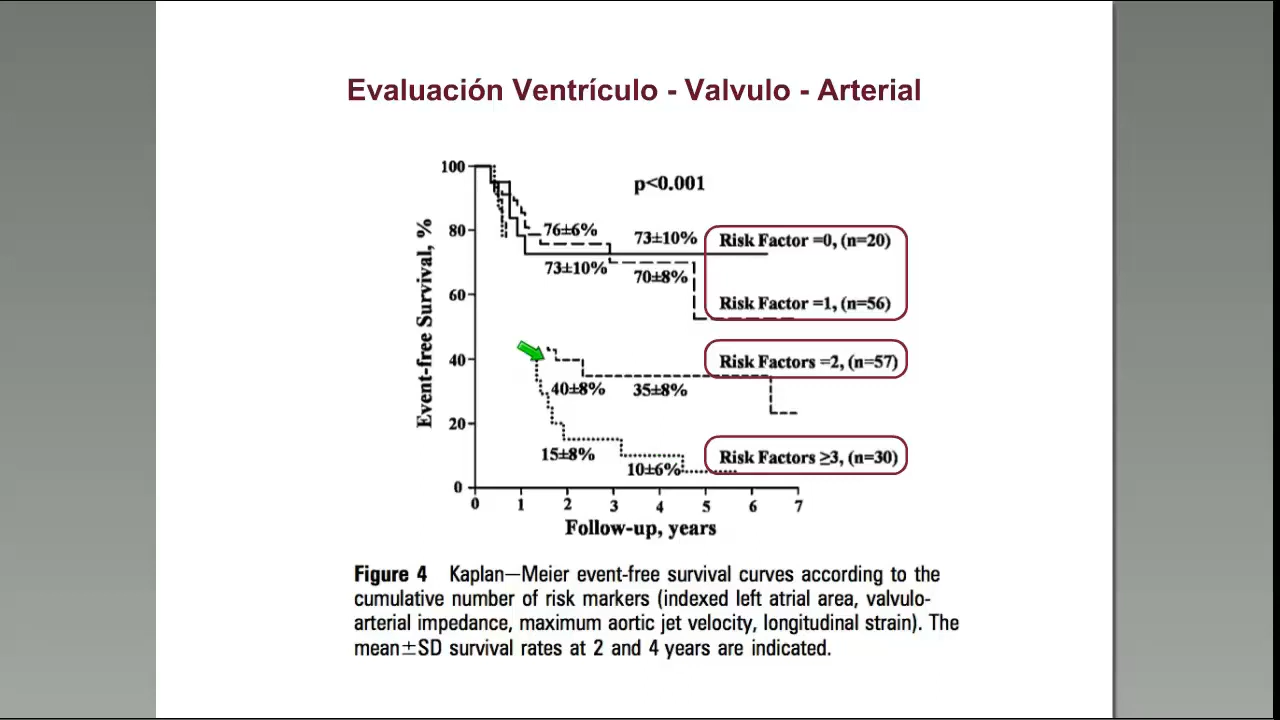 Evaluación Ventrículo - Valvulo - Arterial
100
p<0.001
80
76±6%
73±10%
Risk Factor =0, (n=20)
73±10%
70±8%
60
Risk Factor =1, (n=56)
Event-free Survival, %
40
Risk Factors =2, (n=57)
40±8%
35±8%
20
15±8%
10±6%
Risk Factors ≥3, (n=30)
0
0 1 2 3 4 5 6 7
Follow-up, years
Figure 4 Kaplan—Meier event-free survival curves according to the
cumulative number of risk markers (indexed left atrial area, valvulo-
arterial impedance, maximum aortic jet velocity, longitudinal strain). The
mean±SD survival rates at 2 and 4 years are indicated.